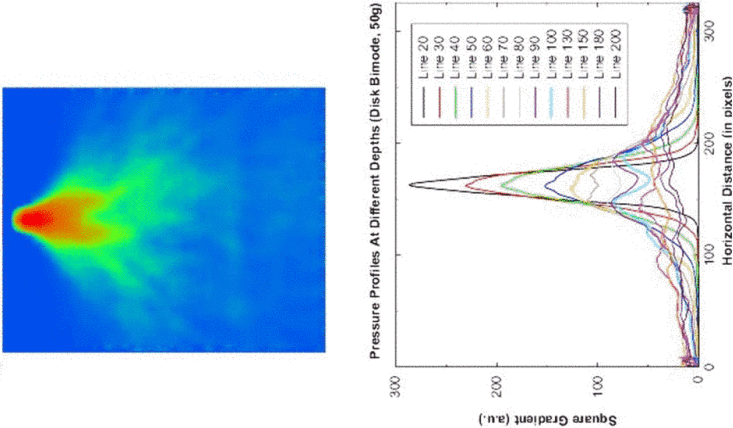 Pressure Profiles At Different Depths (Disk Bimode, 50g)
Line 20
Line 30
Line 40
Line 50
Line 60
Line 70
Line 80
Line 90
Line 100
Line 130
Line 150
Line 180
Line 200
Square Gradient (a.u.)
300
200
100
0
0
100
200
300
Horizontal Distance (in pixels)